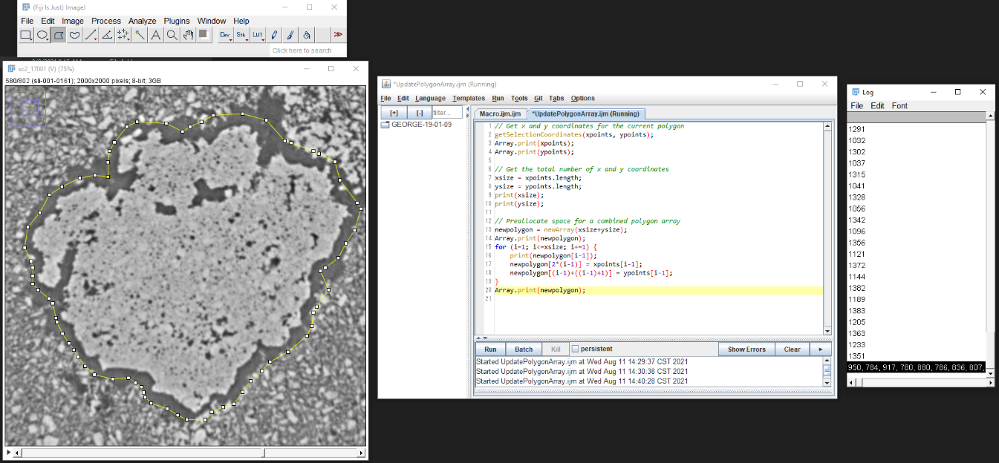 (Fiji Is Just) ImageJ
File Edit Image Process Analyze Plugins Window Help
Dev Stk LUT
Click here to search
sc2_17001 (V) (75%)
580/802 (sli-001-0161); 2000x2000 pixels; 8-bit; 3GB
*UpdatePolygonArray.ijm (Running)
File Edit Language Templates Run Tools Git Tabs Options
[+] [-] filter...
GEORGE-19-01-09
Macro.ijm.ijm *UpdatePolygonArray.ijm (Running)
1 // Get x and y coordinates for the current polygon
2 getSelectionCoordinates(xpoints, ypoints);
3 Array.print(xpoints);
4 Array.print(ypoints);
5
6 // Get the total number of x and y coordinates
7 xsize = xpoints.length;
8 ysize = ypoints.length;
9 print(xsize);
10 print(ysize);
11
12 // Preallocate space for a combined polygon array
13 newpolygon = newArray(xsize+ysize);
14 Array.print(newpolygon);
15 for (i=1; i<=xsize; i+=1) {
16 print(newpolygon[i-1]);
17 newpolygon[2*(i-1)] = xpoints[i-1];
18 newpolygon[(i-1)+((i-1)+1)] = ypoints[i-1];
19 }
20 Array.print(newpolygon);
21
Run Batch Kill persistent Show Errors Clear
Started UpdatePolygonArray.ijm at Wed Aug 11 14:29:37 CST 2021
Started UpdatePolygonArray.ijm at Wed Aug 11 14:30:38 CST 2021
Started UpdatePolygonArray.ijm at Wed Aug 11 14:40:28 CST 2021
Log
File Edit Font
1291
1032
1302
1037
1315
1041
1328
1056
1342
1096
1356
1121
1372
1144
1382
1189
1383
1205
1363
1233
1351
950, 784, 917, 780, 880, 786, 836, 807,